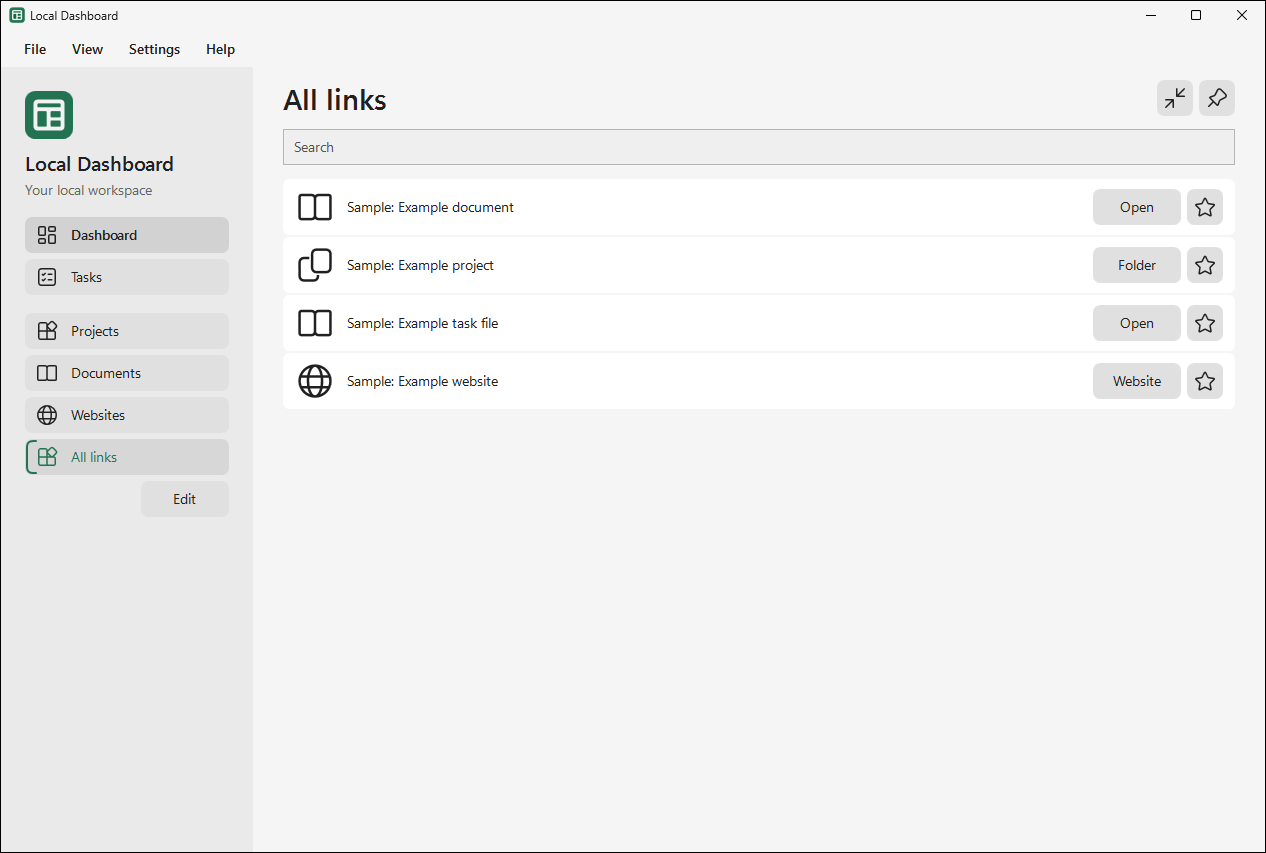 Local Dashboard
File View Settings Help
Local Dashboard
Your local workspace
Dashboard
Tasks
Projects
Documents
Websites
All links
Edit
All links
Search
Sample: Example document Open
Sample: Example project Folder
Sample: Example task file Open
Sample: Example website Website